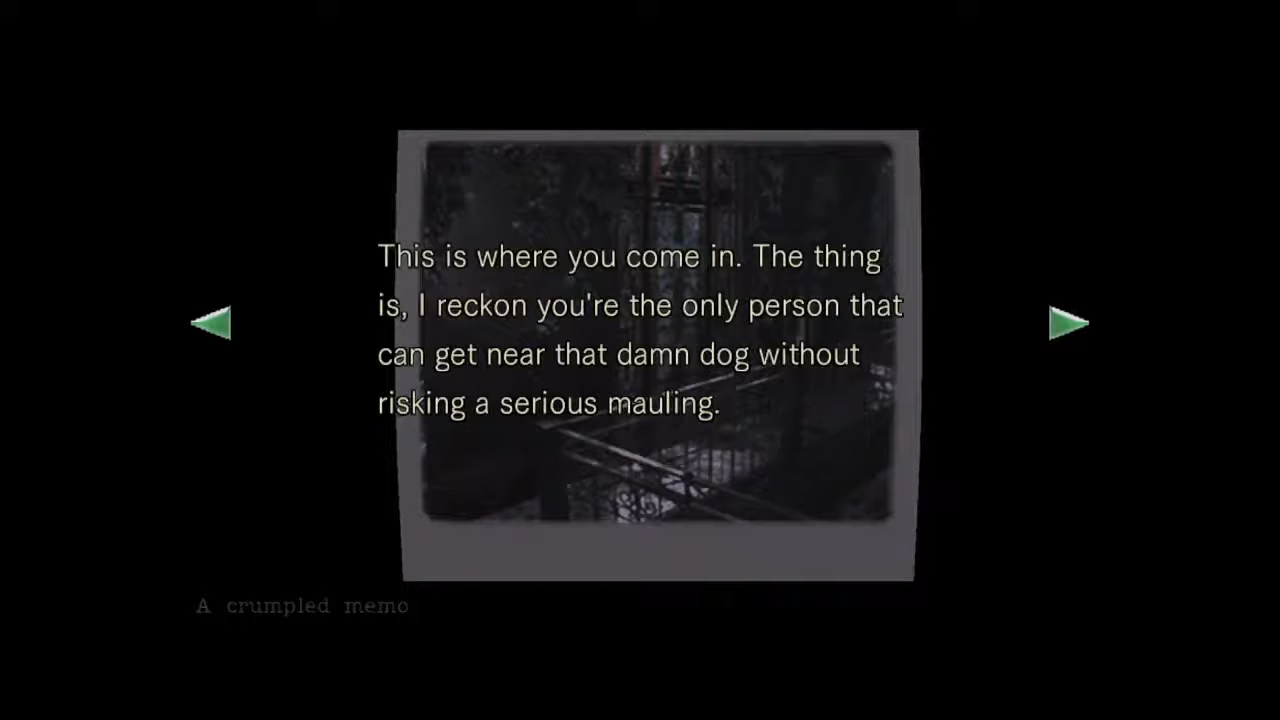 This is where you come in. The thing
is, I reckon you're the only person that
can get near that damn dog without
risking a serious mauling.
A crumpled memo